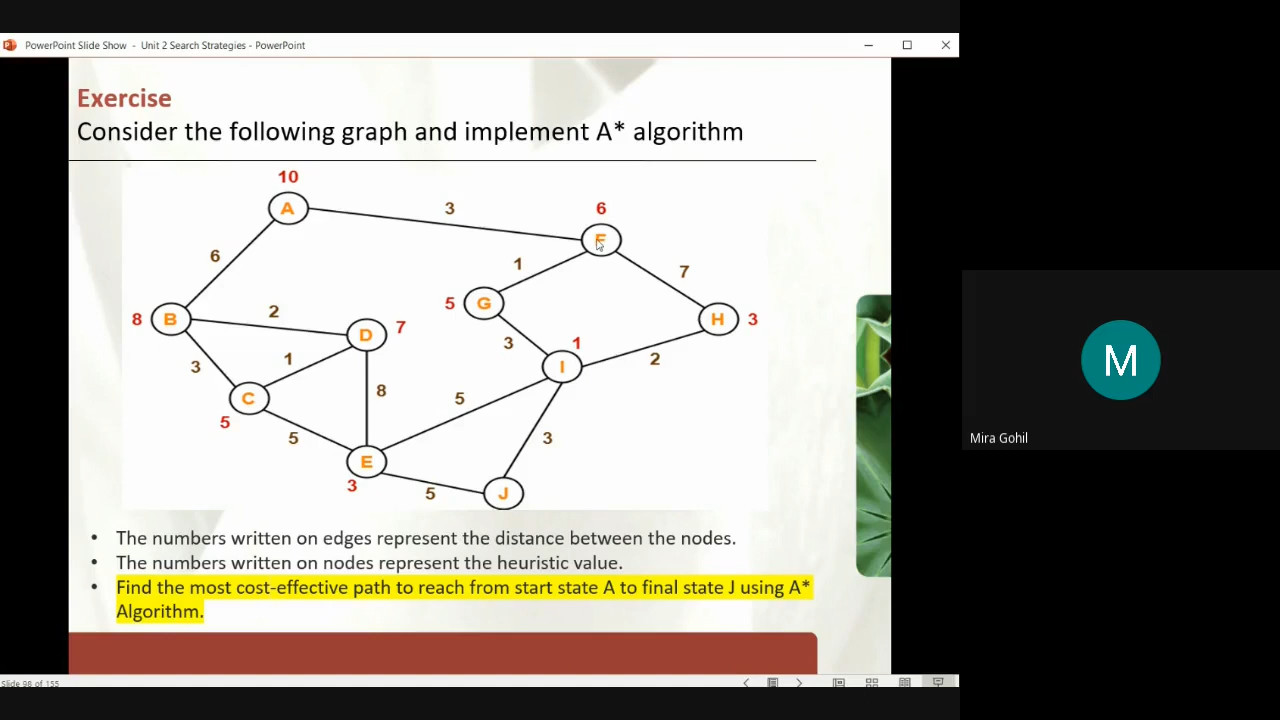 PowerPoint Slide Show - Unit 2 Search Strategies - PowerPoint
Exercise
Consider the following graph and implement A* algorithm
10
A
3
6
F
6
1
7
8
B
2
D
7
5
G
H
3
3
1
3
1
I
2
C
8
5
5
5
3
E
3
5
J
• The numbers written on edges represent the distance between the nodes.
• The numbers written on nodes represent the heuristic value.
• Find the most cost-effective path to reach from start state A to final state J using A*
Algorithm.
Slide 98 of 155
M
Mira Gohil